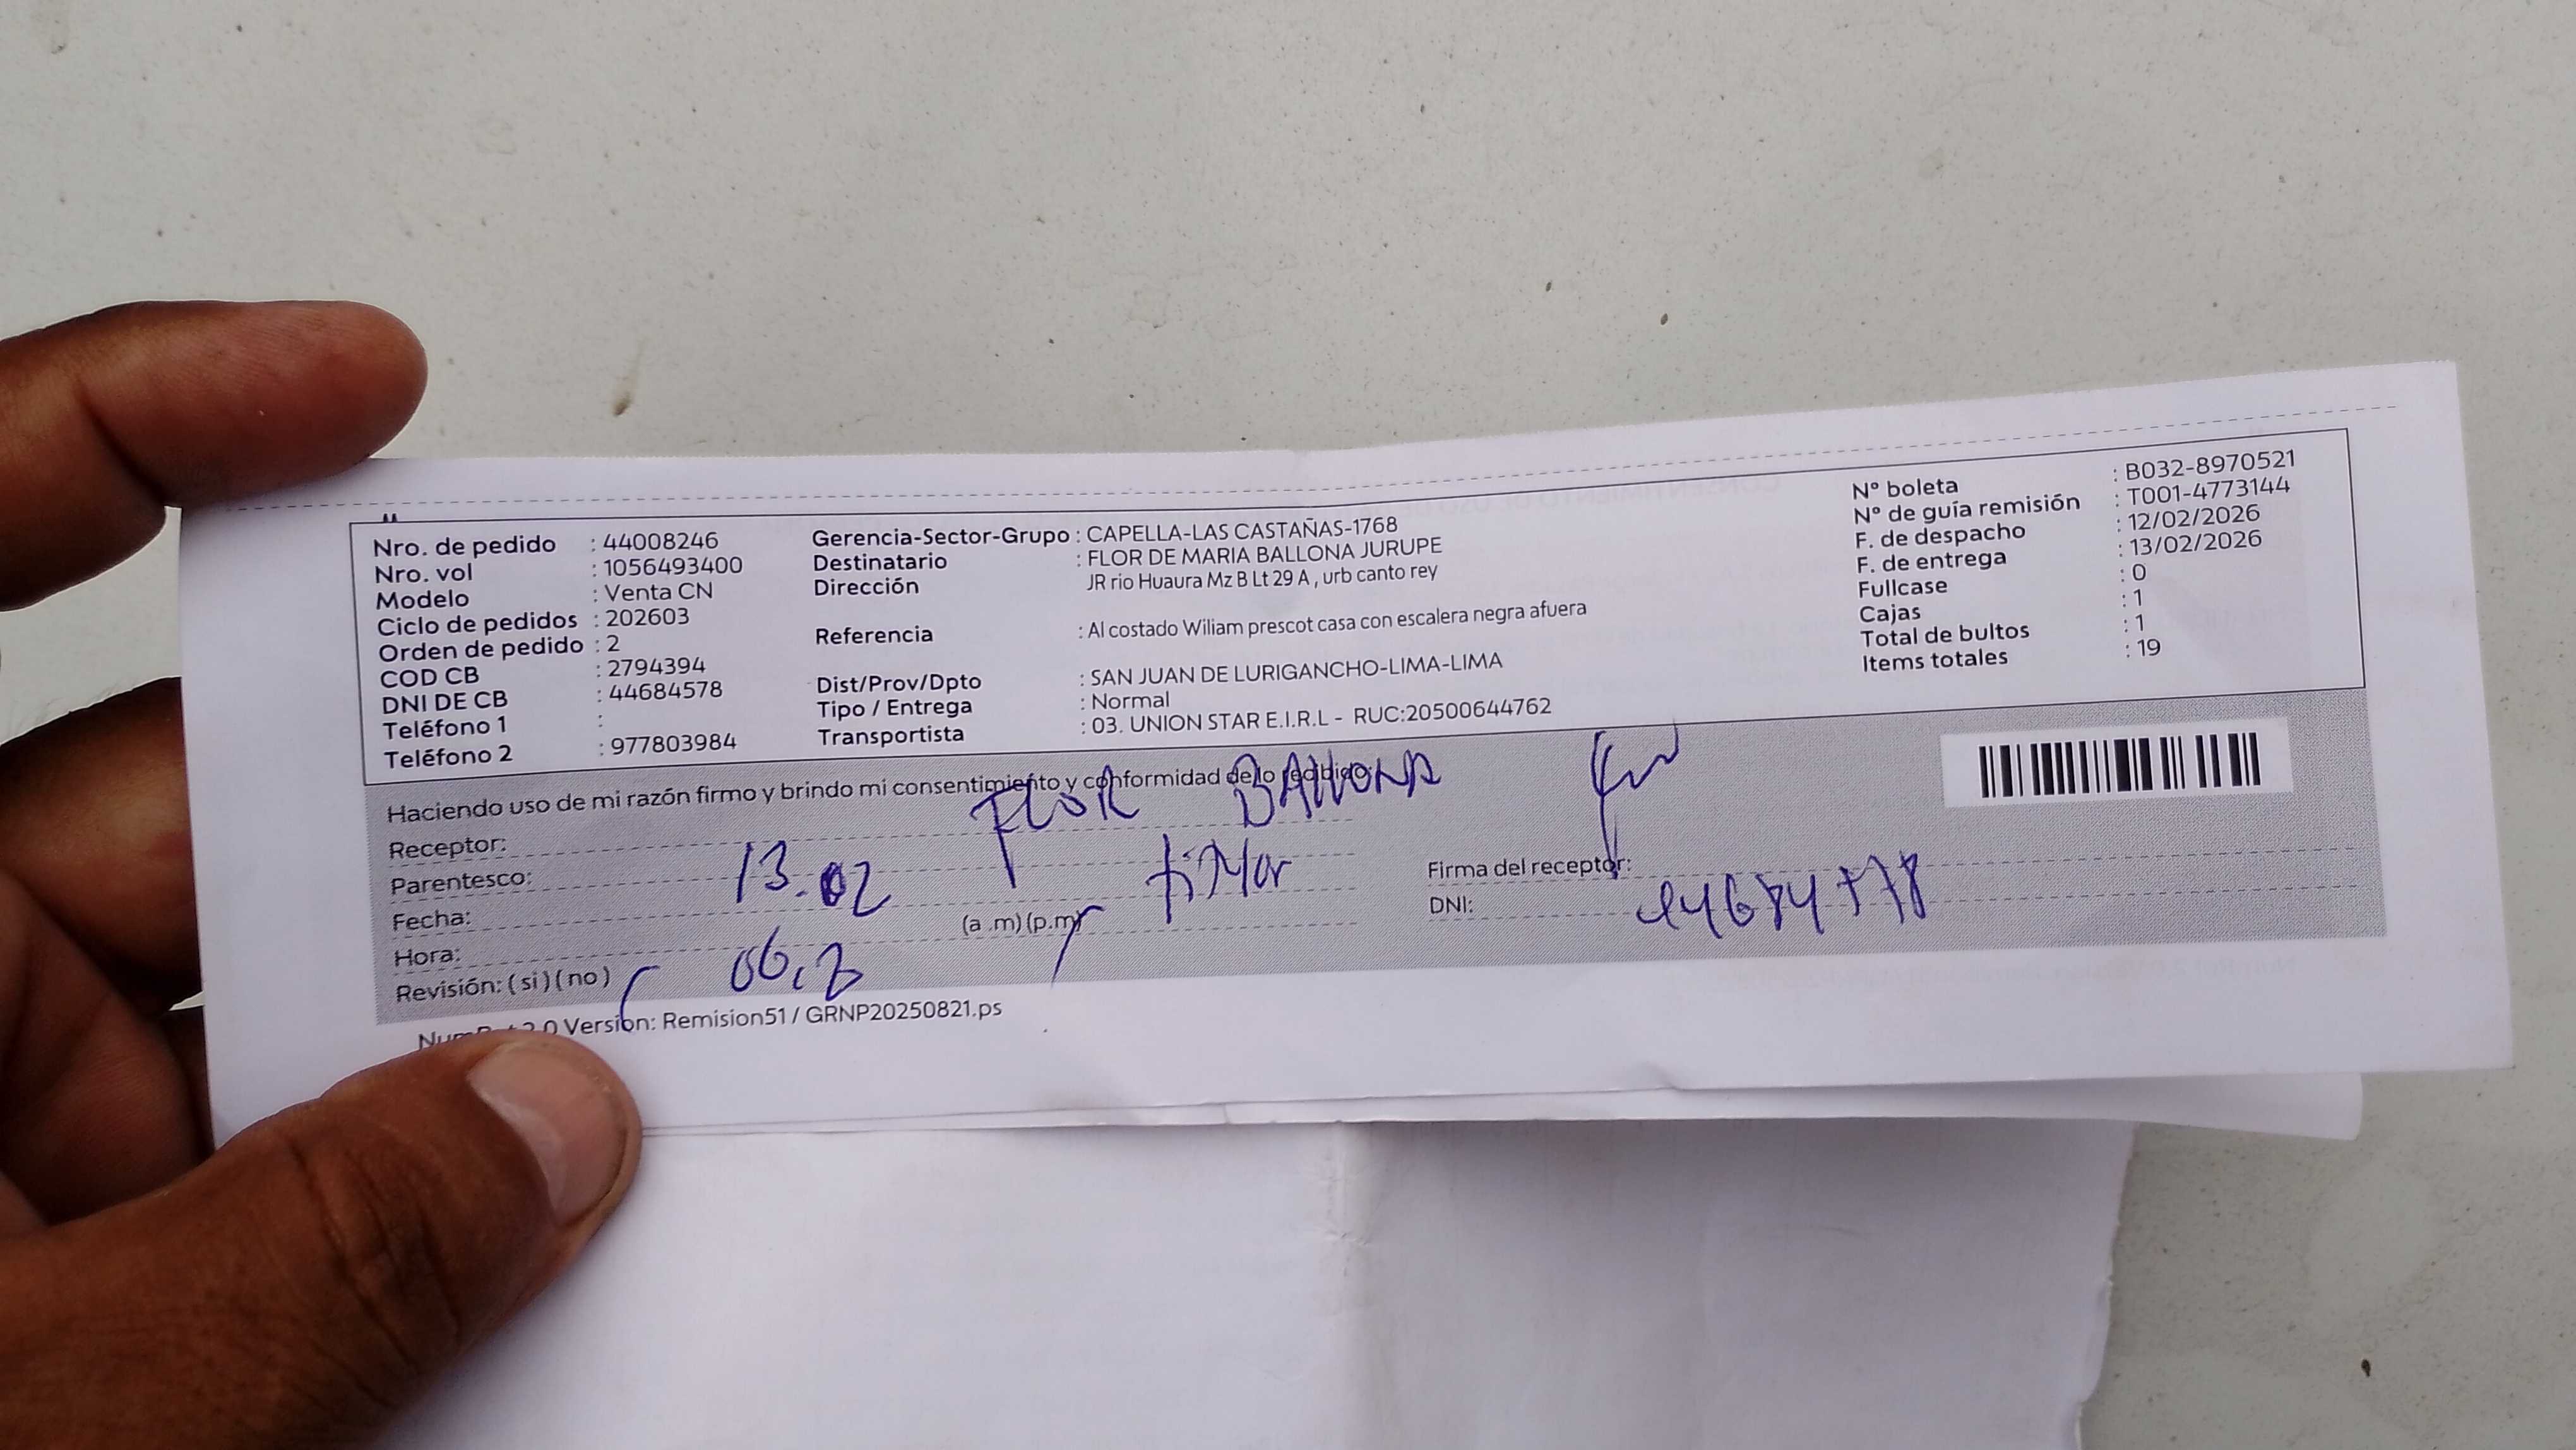 Nro. de pedido : 44008246
Nro. vol : 1056493400
Modelo : Venta CN
Ciclo de pedidos : 202603
Orden de pedido : 2
COD CB : 2794394
DNI DE CB : 44684578
Teléfono 1 :
Teléfono 2 : 977803984
Gerencia-Sector-Grupo : CAPELLA-LAS CASTAÑAS-1768
Destinatario : FLOR DE MARIA BALLONA JURUPE
Dirección JR rio Huaura Mz B Lt 29 A , urb canto rey
Referencia : Al costado Wiliam prescot casa con escalera negra afuera
Dist/Prov/Dpto : SAN JUAN DE LURIGANCHO-LIMA-LIMA
Tipo / Entrega : Normal
Transportista : 03. UNION STAR E.I.R.L - RUC:20500644762
N° boleta : B032-8970521
N° de guía remisión : T001-4773144
F. de despacho : 12/02/2026
F. de entrega : 13/02/2026
Fullcase : 0
Cajas : 1
Total de bultos : 1
Items totales : 19
Haciendo uso de mi razón firmo y brindo mi consentimiento y conformidad de lo recibido.
Receptor: FLOR BALLONA
Parentesco:
Fecha: 13.02
Hora: (a .m) (p.m)
Revisión: ( si ) ( no )
Firma del receptor:
DNI:
2.0 Version: Remision51 / GRNP20250821.ps